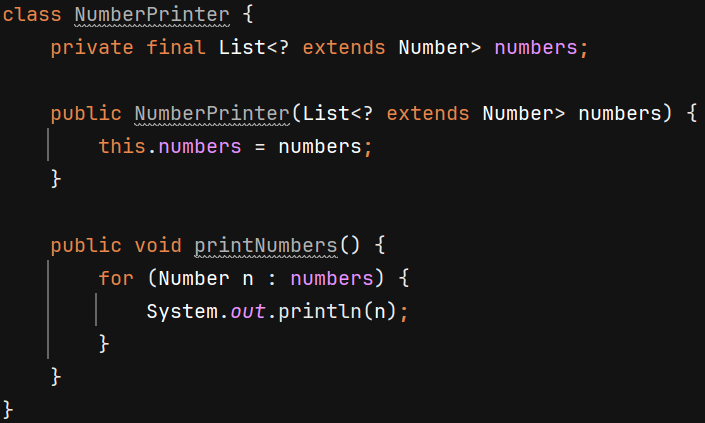 class NumberPrinter {
    private final List<? extends Number> numbers;

    public NumberPrinter(List<? extends Number> numbers) {
        this.numbers = numbers;
    }

    public void printNumbers() {
        for (Number n : numbers) {
            System.out.println(n);
        }
    }
}